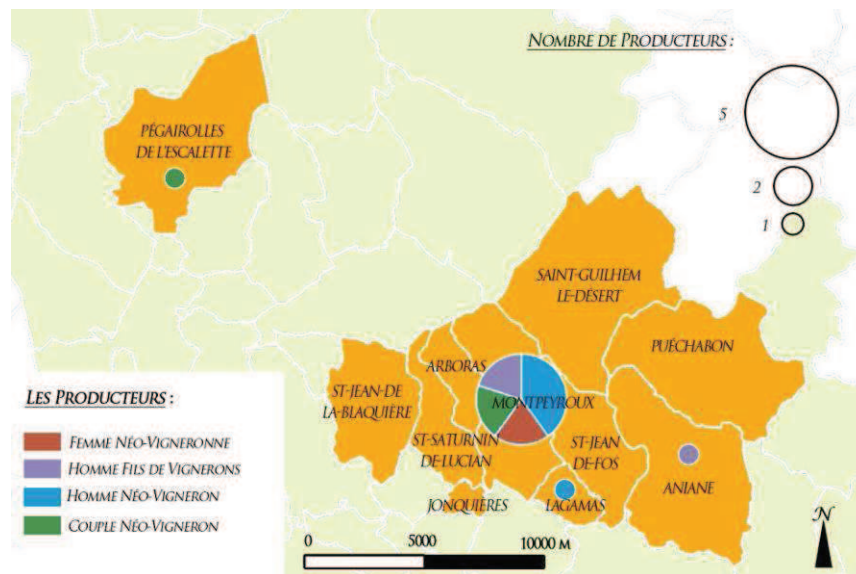 NOMBRE DE PRODUCTEURS :
5
2
1
PÉGAIROLLES
DE L'ESCALETTE
SAINT-GUILHEM
LE-DÉSERT
PUÉCHABON
ARBORAS
MONTPEYROUX
ST-JEAN-DE
LA-BLAQUIÈRE
ST-SATURNIN
DE-LUCIAN
ST-JEAN
DE-FOS
ANIANE
JONQUIÈRES
LAGAMAS
LES PRODUCTEURS :
FEMME NÉO-VIGNERONNE
HOMME FILS DE VIGNERONS
HOMME NÉO-VIGNERON
COUPLE NÉO-VIGNERON
0 5000 10000 M
N